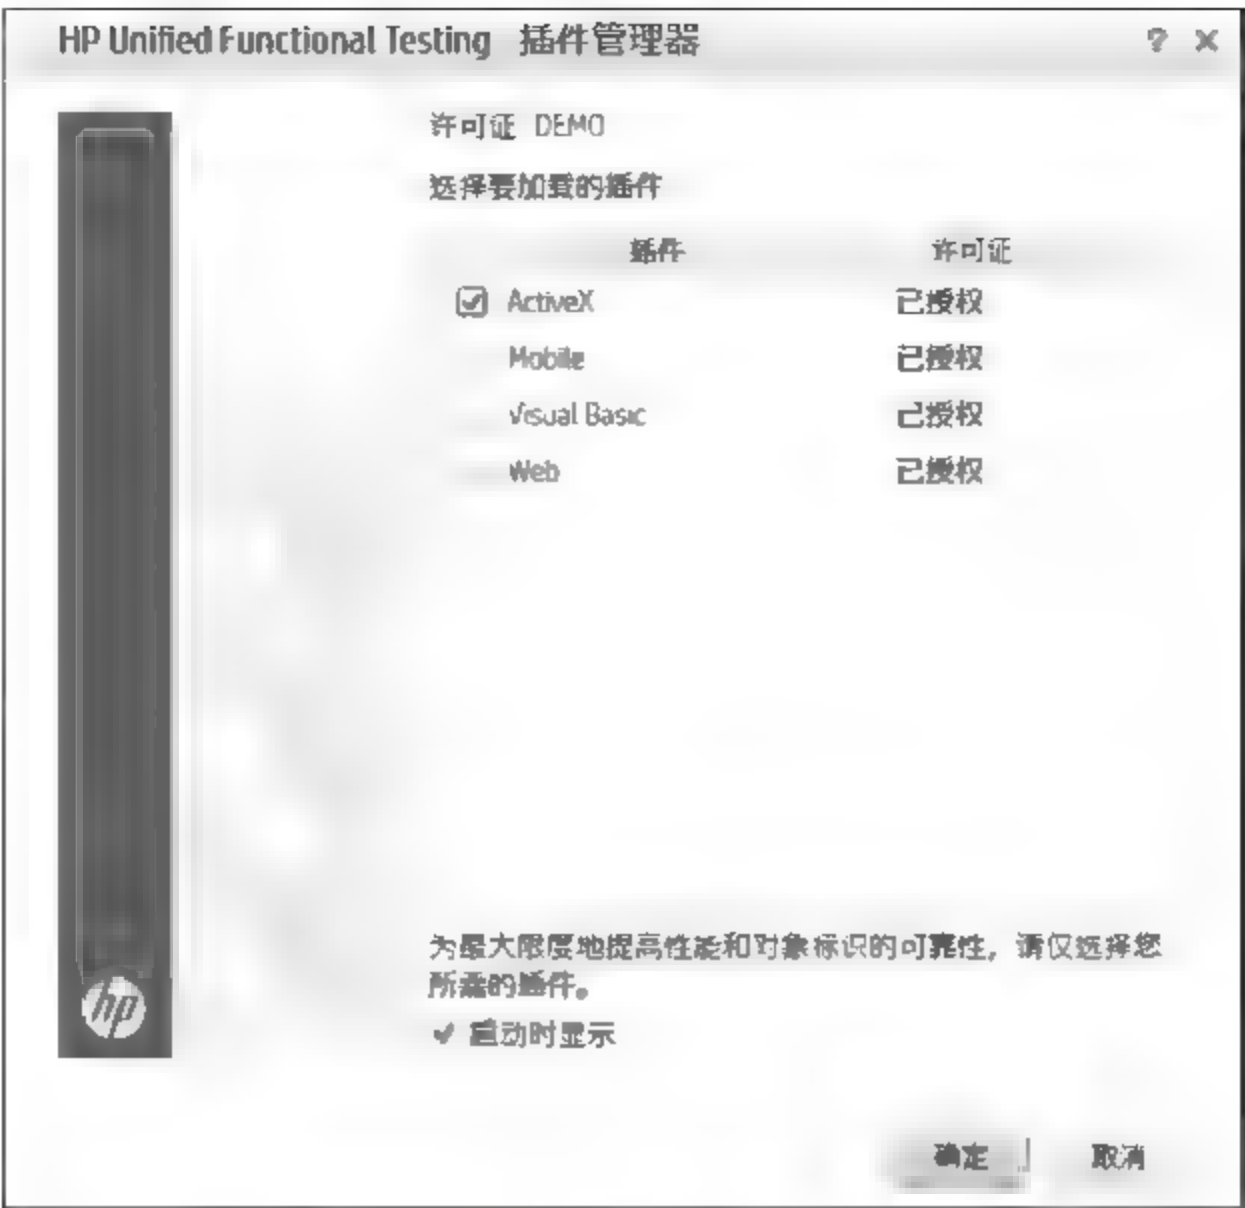 HP Unified Functional Testing 插件管理器
许可证 DEMO
选择要加载的插件
插件 许可证
ActiveX 已授权
Mobile 已授权
Visual Basic 已授权
Web 已授权
为最大限度地提高性能和对象标识的可靠性，请仅选择您
所需的插件。
启动时显示
hp
确定 取消